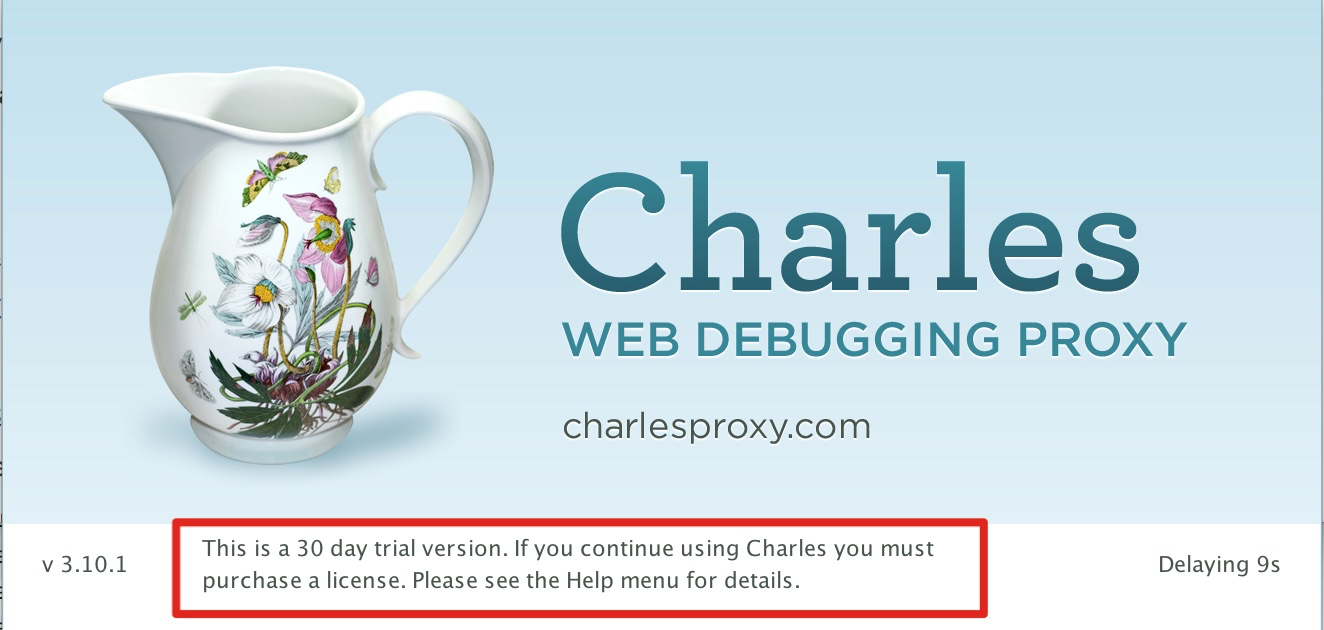 Charles
WEB DEBUGGING PROXY
charlesproxy.com
v 3.10.1
This is a 30 day trial version. If you continue using Charles you must
purchase a license. Please see the Help menu for details.
Delaying 9s